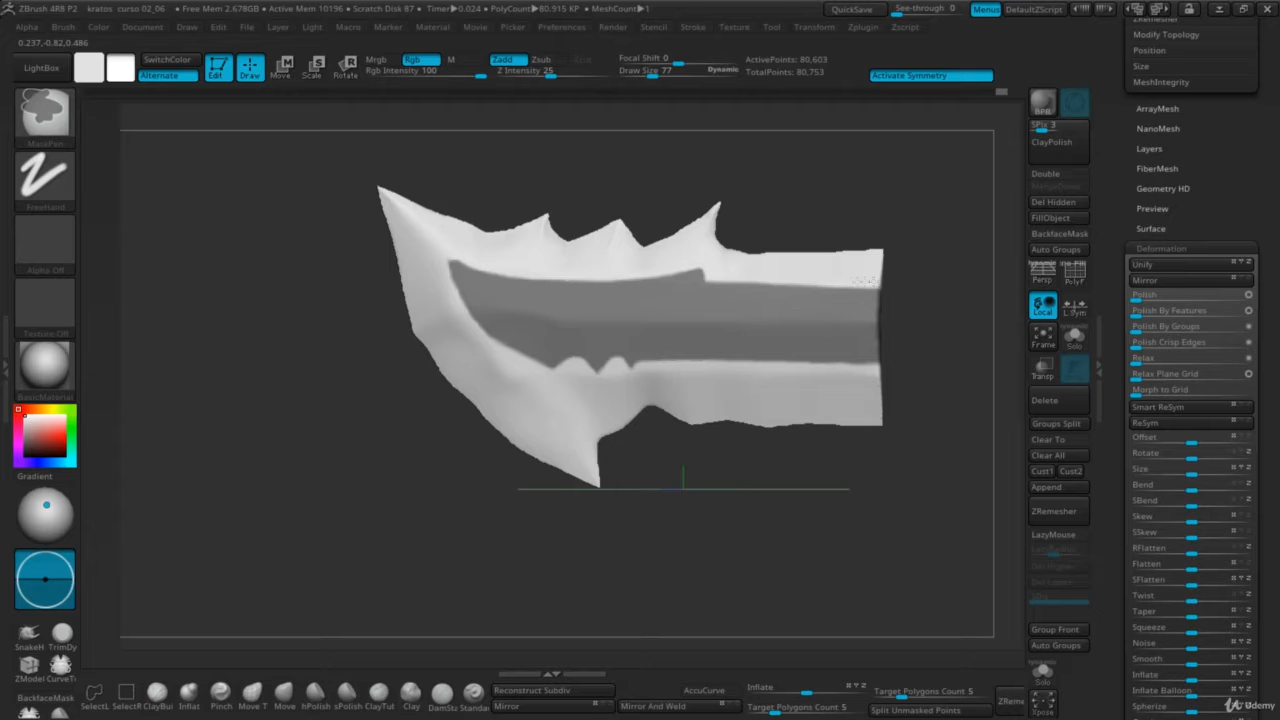 ZBrush 4R8 P2  kratos curso 02_06  • Free Mem 2.678GB • Active Mem 10196 • Scratch Disk 87 • Timer▶0.024 • PolyCount▶80.915 KP • MeshCount▶1
QuickSave
See-through 0
Menus
DefaultZScript
Alpha Brush Color Document Draw Edit File Layer Light Macro Marker Material Movie Picker Preferences Render Stencil Stroke Texture Tool Transform Zplugin Zscript
0.237,-0.82,0.486
LightBox
SwitchColor
Alternate
Edit
Draw
Move
Scale
Rotate
Mrgb
Rgb
M
Rgb Intensity 100
Zadd
Zsub
Z Intensity 25
Focal Shift 0
Draw Size 77
Dynamic
ActivePoints: 80,603
TotalPoints: 80,753
Activate Symmetry
MaskPen
FreeHand
Alpha Off
Texture Off
BasicMaterial
Gradient
SnakeH
TrimDy
ZModel
CurveT
BackfaceMask
BPR
SPix 3
ClayPolish
Double
Del Hidden
FillObject
BackfaceMask
Auto Groups
Persp
PolyF
Local
L.Sym
Frame
Solo
Transp
Delete
Groups Split
Clear To
Clear All
Cust1
Cust2
Append
ZRemesher
LazyMouse
Group Front
Auto Groups
Solo
Xpose
ZRemesher
Modify Topology
Position
Size
MeshIntegrity
ArrayMesh
NanoMesh
Layers
FiberMesh
Geometry HD
Preview
Surface
Deformation
Unify
Mirror
Polish
Polish By Features
Polish By Groups
Polish Crisp Edges
Relax
Relax Plane Grid
Morph to Grid
Smart ReSym
ReSym
Offset
Rotate
Size
Bend
SBend
Skew
SSkew
RFlatten
Flatten
SFlatten
Twist
Taper
Squeeze
Noise
Smooth
Inflate
Inflate Balloon
Spherize
SelectL
SelectR
ClayBui
Inflat
Pinch
Move T
Move
hPolish
sPolish
ClayTub
Clay
DamSta
Standar
Reconstruct Subdiv
Mirror
AccuCurve
Mirror And Weld
Inflate
Target Polygons Count 5
Target Polygons Count 5
Split Unmasked Points
ZReme
Udemy